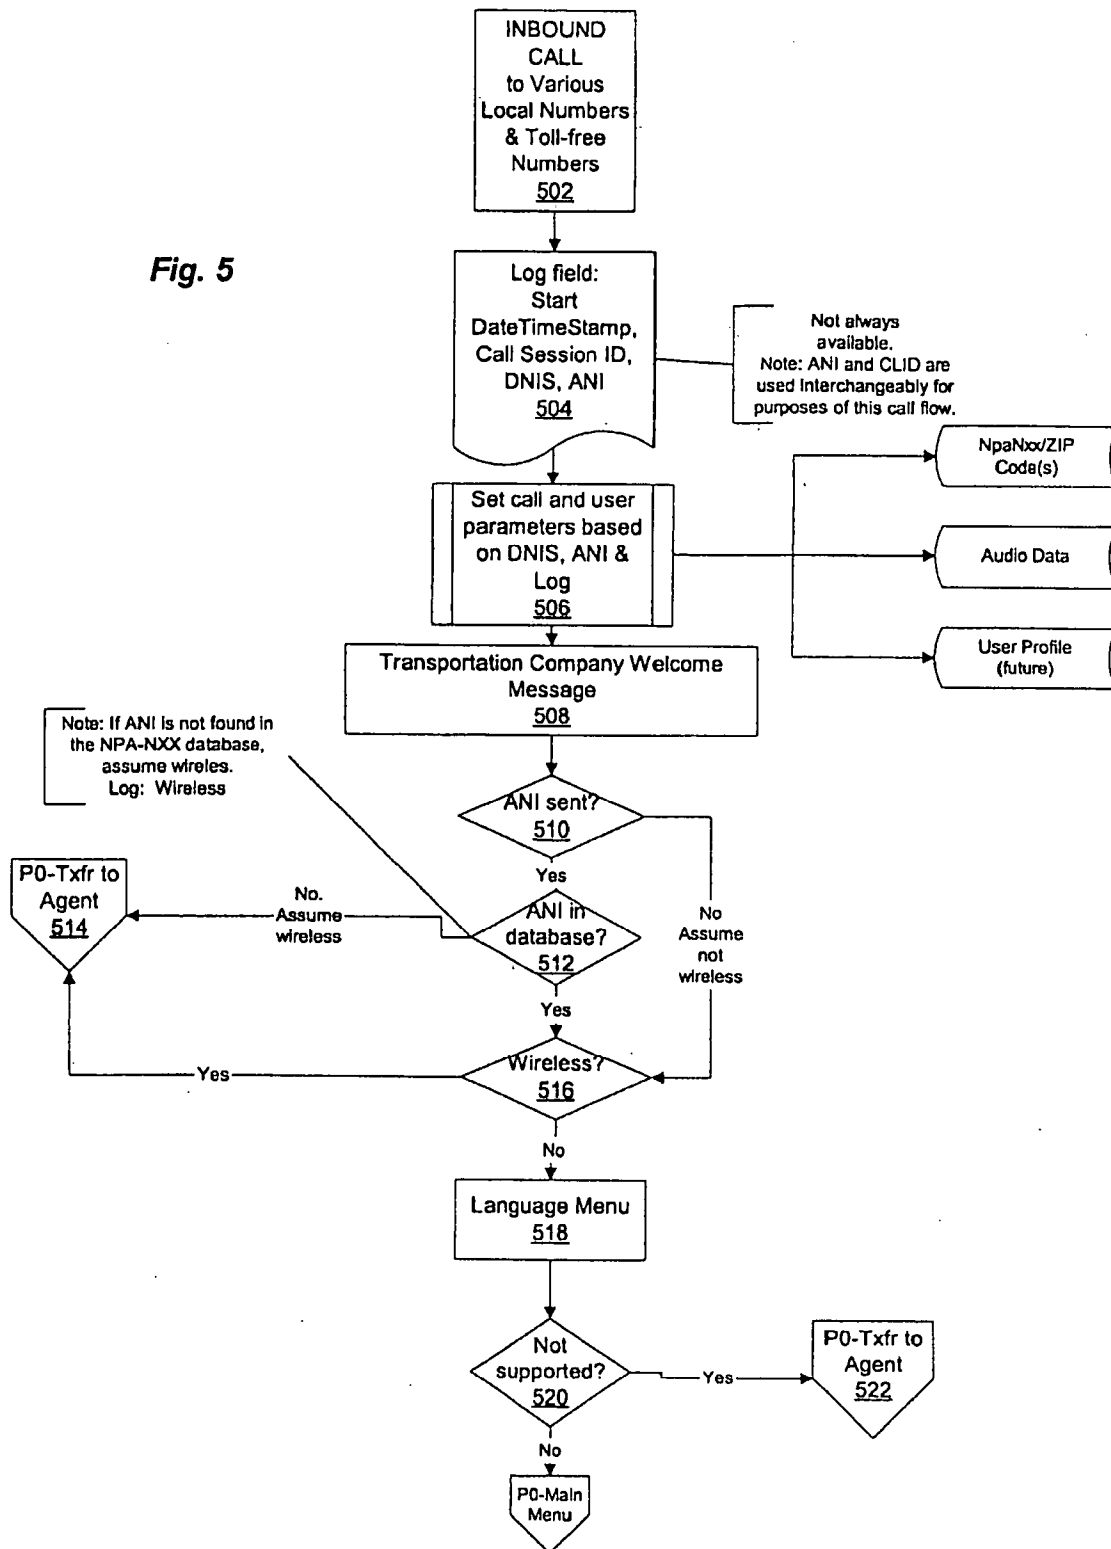 INBOUND
CALL
to Various
Local Numbers
& Toll-free
Numbers
502
Fig. 5
Log field:
Start
DateTimeStamp,
Call Session ID,
DNIS, ANI
504
Not always
available.
Note: ANI and CLID are
used interchangeably for
purposes of this call flow.
NpaNxx/ZIP
Code(s)
Set call and user
parameters based
on DNIS, ANI &
Log
506
Audio Data
User Profile
(future)
Transportation Company Welcome
Message
508
Note: If ANI is not found in
the NPA-NXX database,
assume wireles.
Log: Wireless
ANI sent?
510
Yes
P0-Txfr to
Agent
514
No.
Assume
wireless
ANI in
database?
512
No
Assume
not
wireless
Yes
Wireless?
516
Yes
No
Language Menu
518
Not
supported?
520
Yes
P0-Txfr to
Agent
522
No
P0-Main
Menu